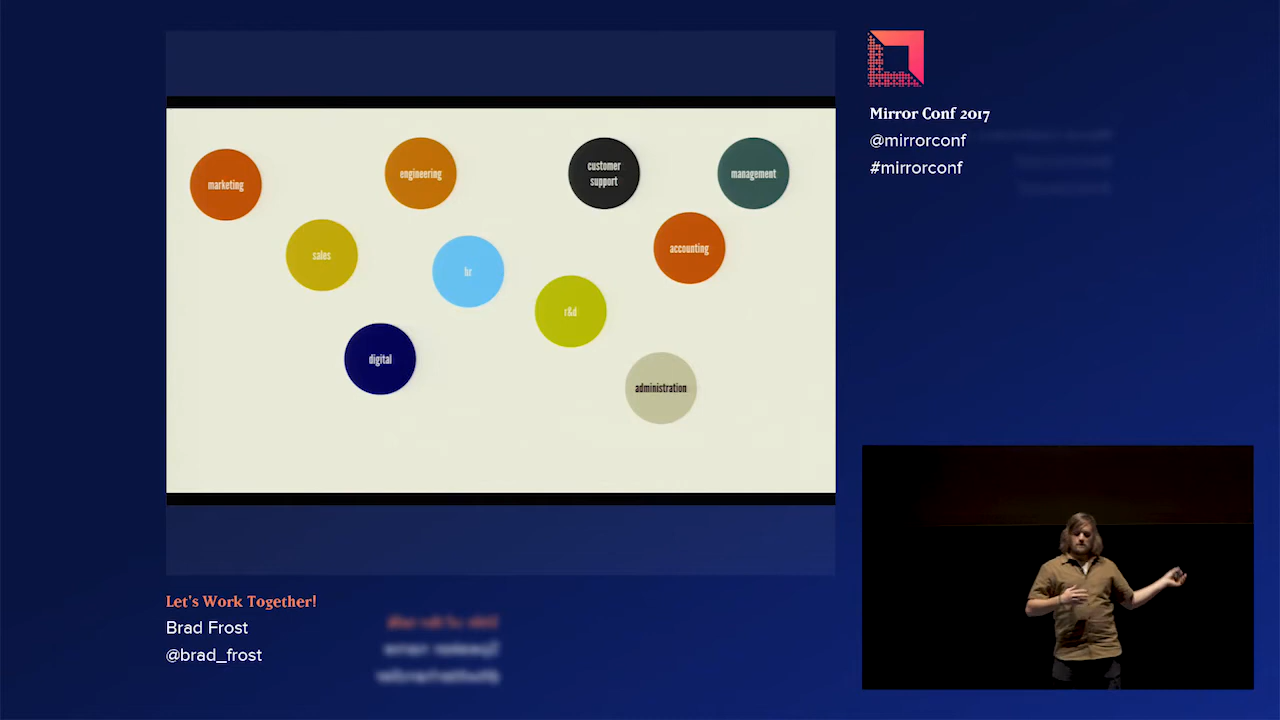 marketing
engineering
customer
support
management
sales
hr
r&d
accounting
digital
administration
Mirror Conf 2017
@mirrorconf
#mirrorconf
Let's Work Together!
Brad Frost
@brad_frost